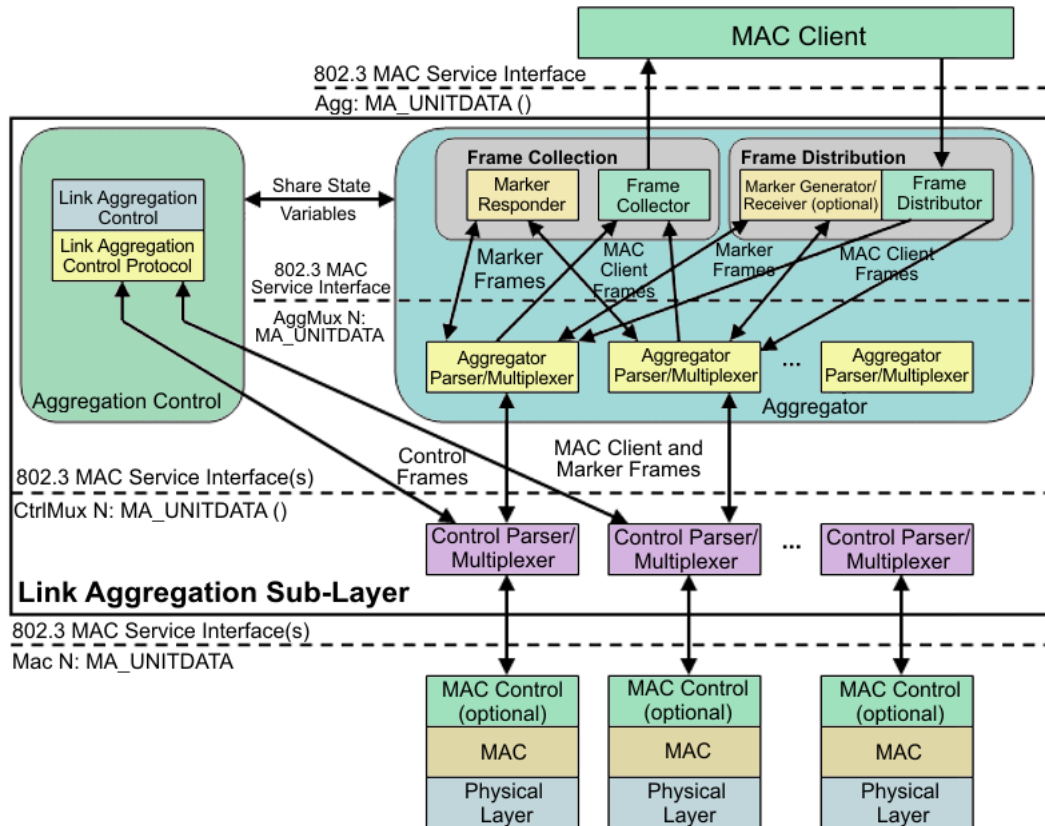 MAC Client
802.3 MAC Service Interface
Agg: MA_UNITDATA ()
Frame Collection
Frame Distribution
Link Aggregation
Control
Link Aggregation
Control Protocol
Share State
Variables
Marker
Responder
Frame
Collector
Marker Generator/
Receiver (optional)
Frame
Distributor
802.3 MAC
Service Interface
Marker
Frames
MAC
Client
Frames
Marker
Frames
MAC Client
Frames
AggMux N:
MA_UNITDATA
Aggregator
Parser/Multiplexer
Aggregator
Parser/Multiplexer
...
Aggregator
Parser/Multiplexer
Aggregation Control
Aggregator
Control
Frames
MAC Client and
Marker Frames
802.3 MAC Service Interface(s)
CtrlMux N: MA_UNITDATA ()
Control Parser/
Multiplexer
Control Parser/
Multiplexer
...
Control Parser/
Multiplexer
Link Aggregation Sub-Layer
802.3 MAC Service Interface(s)
Mac N: MA_UNITDATA
MAC Control
(optional)
MAC
Physical
Layer
MAC Control
(optional)
MAC
Physical
Layer
MAC Control
(optional)
MAC
Physical
Layer